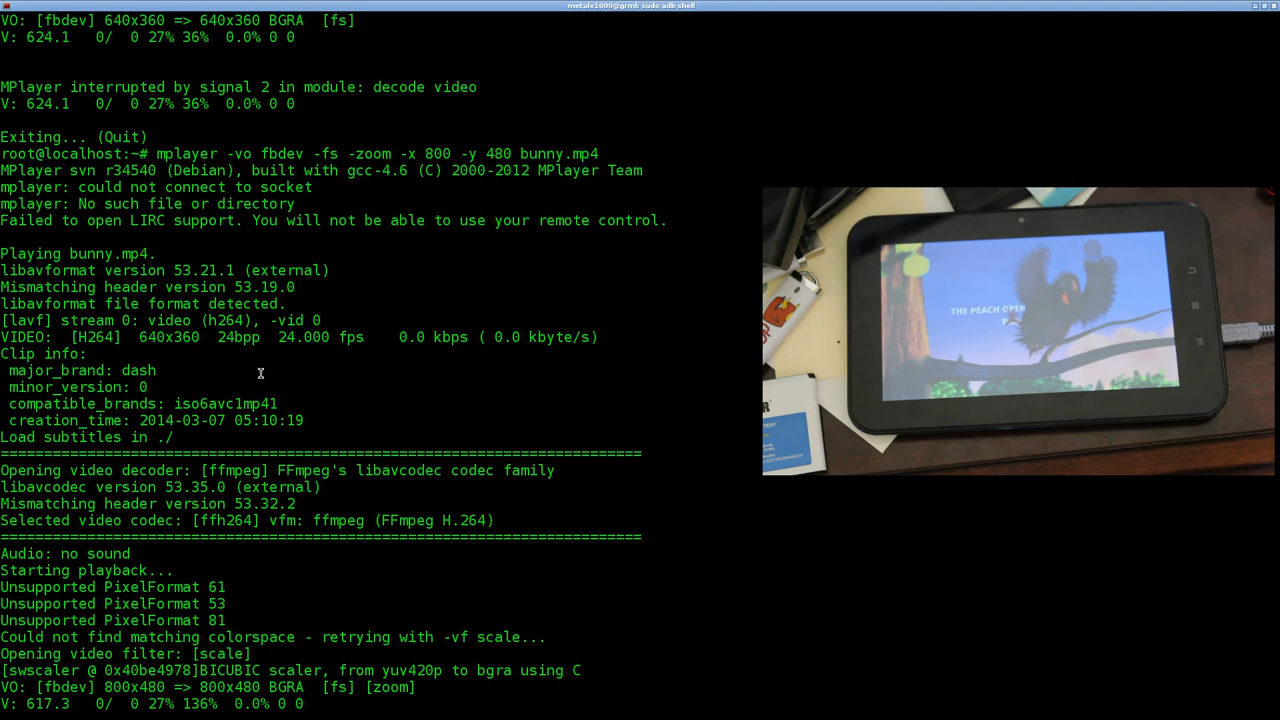 metalx1000@grml: sudo adb shell
VO: [fbdev] 640x360 => 640x360 BGRA  [fs]
V: 624.1   0/  0 27% 36%  0.0% 0 0
MPlayer interrupted by signal 2 in module: decode video
V: 624.1   0/  0 27% 36%  0.0% 0 0
Exiting... (Quit)
root@localhost:~# mplayer -vo fbdev -fs -zoom -x 800 -y 480 bunny.mp4
MPlayer svn r34540 (Debian), built with gcc-4.6 (C) 2000-2012 MPlayer Team
mplayer: could not connect to socket
mplayer: No such file or directory
Failed to open LIRC support. You will not be able to use your remote control.
Playing bunny.mp4.
libavformat version 53.21.1 (external)
Mismatching header version 53.19.0
libavformat file format detected.
[lavf] stream 0: video (h264), -vid 0
VIDEO:  [H264]  640x360  24bpp  24.000 fps    0.0 kbps ( 0.0 kbyte/s)
Clip info:
 major_brand: dash
 minor_version: 0
 compatible_brands: iso6avc1mp41
 creation_time: 2014-03-07 05:10:19
Load subtitles in ./
==========================================================================
Opening video decoder: [ffmpeg] FFmpeg's libavcodec codec family
libavcodec version 53.35.0 (external)
Mismatching header version 53.32.2
Selected video codec: [ffh264] vfm: ffmpeg (FFmpeg H.264)
==========================================================================
Audio: no sound
Starting playback...
Unsupported PixelFormat 61
Unsupported PixelFormat 53
Unsupported PixelFormat 81
Could not find matching colorspace - retrying with -vf scale...
Opening video filter: [scale]
[swscaler @ 0x40be4978]BICUBIC scaler, from yuv420p to bgra using C
VO: [fbdev] 800x480 => 800x480 BGRA  [fs] [zoom]
V: 617.3   0/  0 27% 136%  0.0% 0 0
THE PEACH OPEN